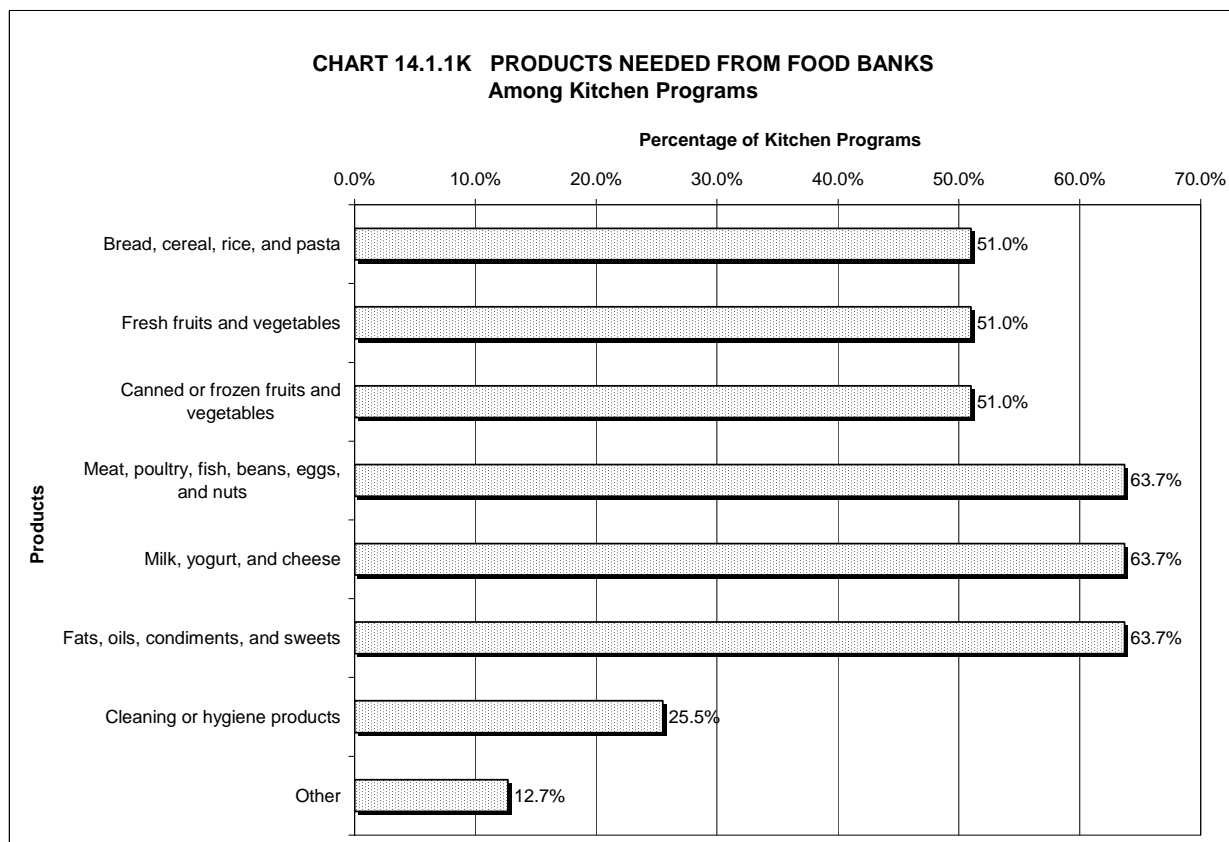 CHART 14.1.1K PRODUCTS NEEDED FROM FOOD BANKS
Among Kitchen Programs
Percentage of Kitchen Programs
0.0% 10.0% 20.0% 30.0% 40.0% 50.0% 60.0% 70.0%
Products
Bread, cereal, rice, and pasta 51.0%
Fresh fruits and vegetables 51.0%
Canned or frozen fruits and
vegetables 51.0%
Meat, poultry, fish, beans, eggs,
and nuts 63.7%
Milk, yogurt, and cheese 63.7%
Fats, oils, condiments, and sweets 63.7%
Cleaning or hygiene products 25.5%
Other 12.7%